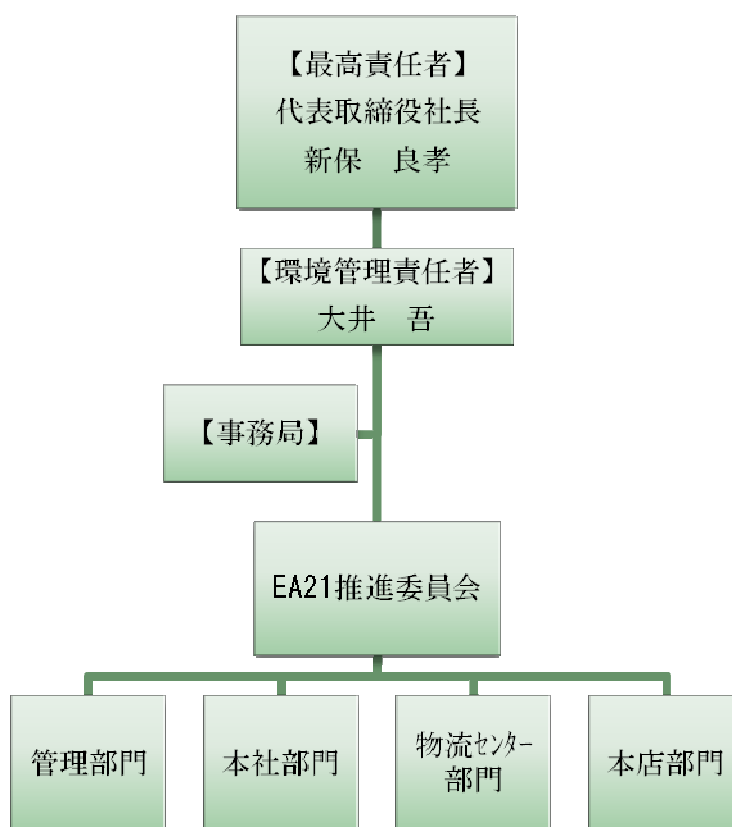 【最高責任者】
代表取締役社長
新保　良孝
【環境管理責任者】
大井　吾
【事務局】
EA21推進委員会
管理部門
本社部門
物流ｾﾝﾀｰ
部門
本店部門